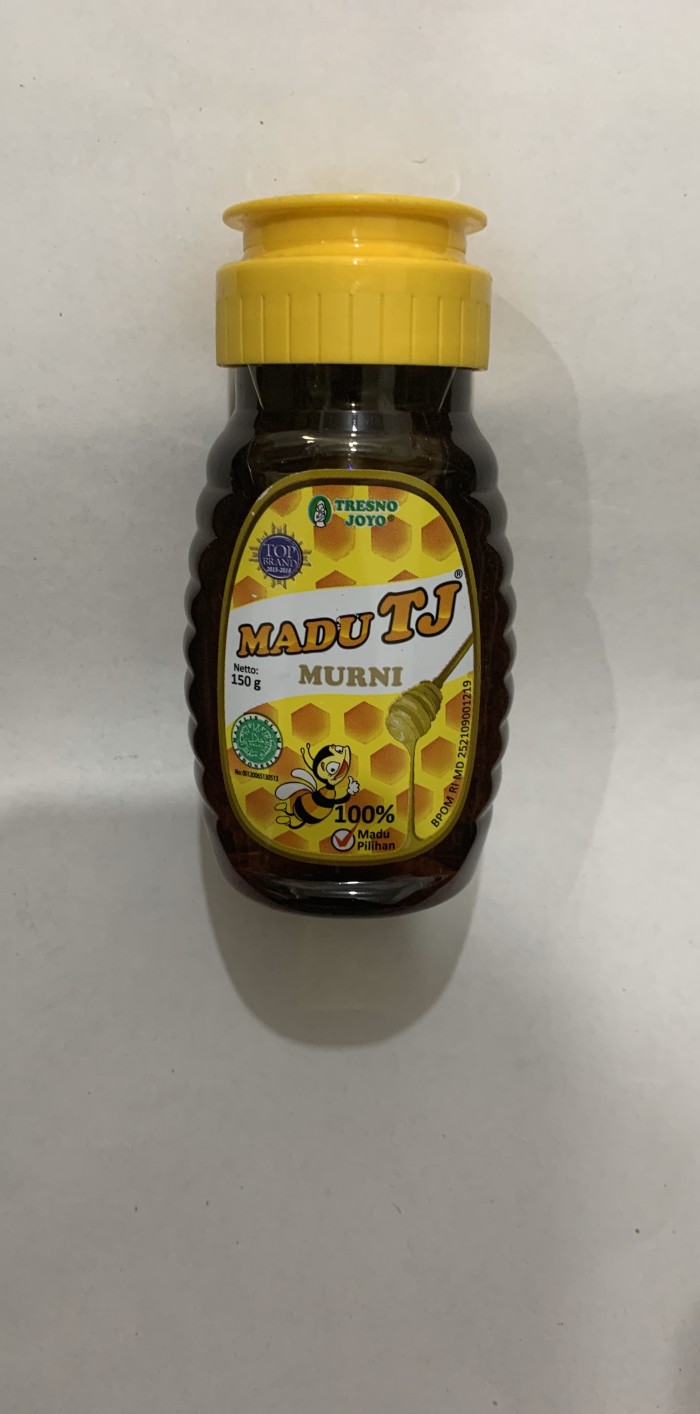 TRESNO
JOYO®
TOP
BRAND
MADU TJ®
MURNI
Netto:
150 g
BPOM RI MD 252109001219
100%
Madu
Pilihan